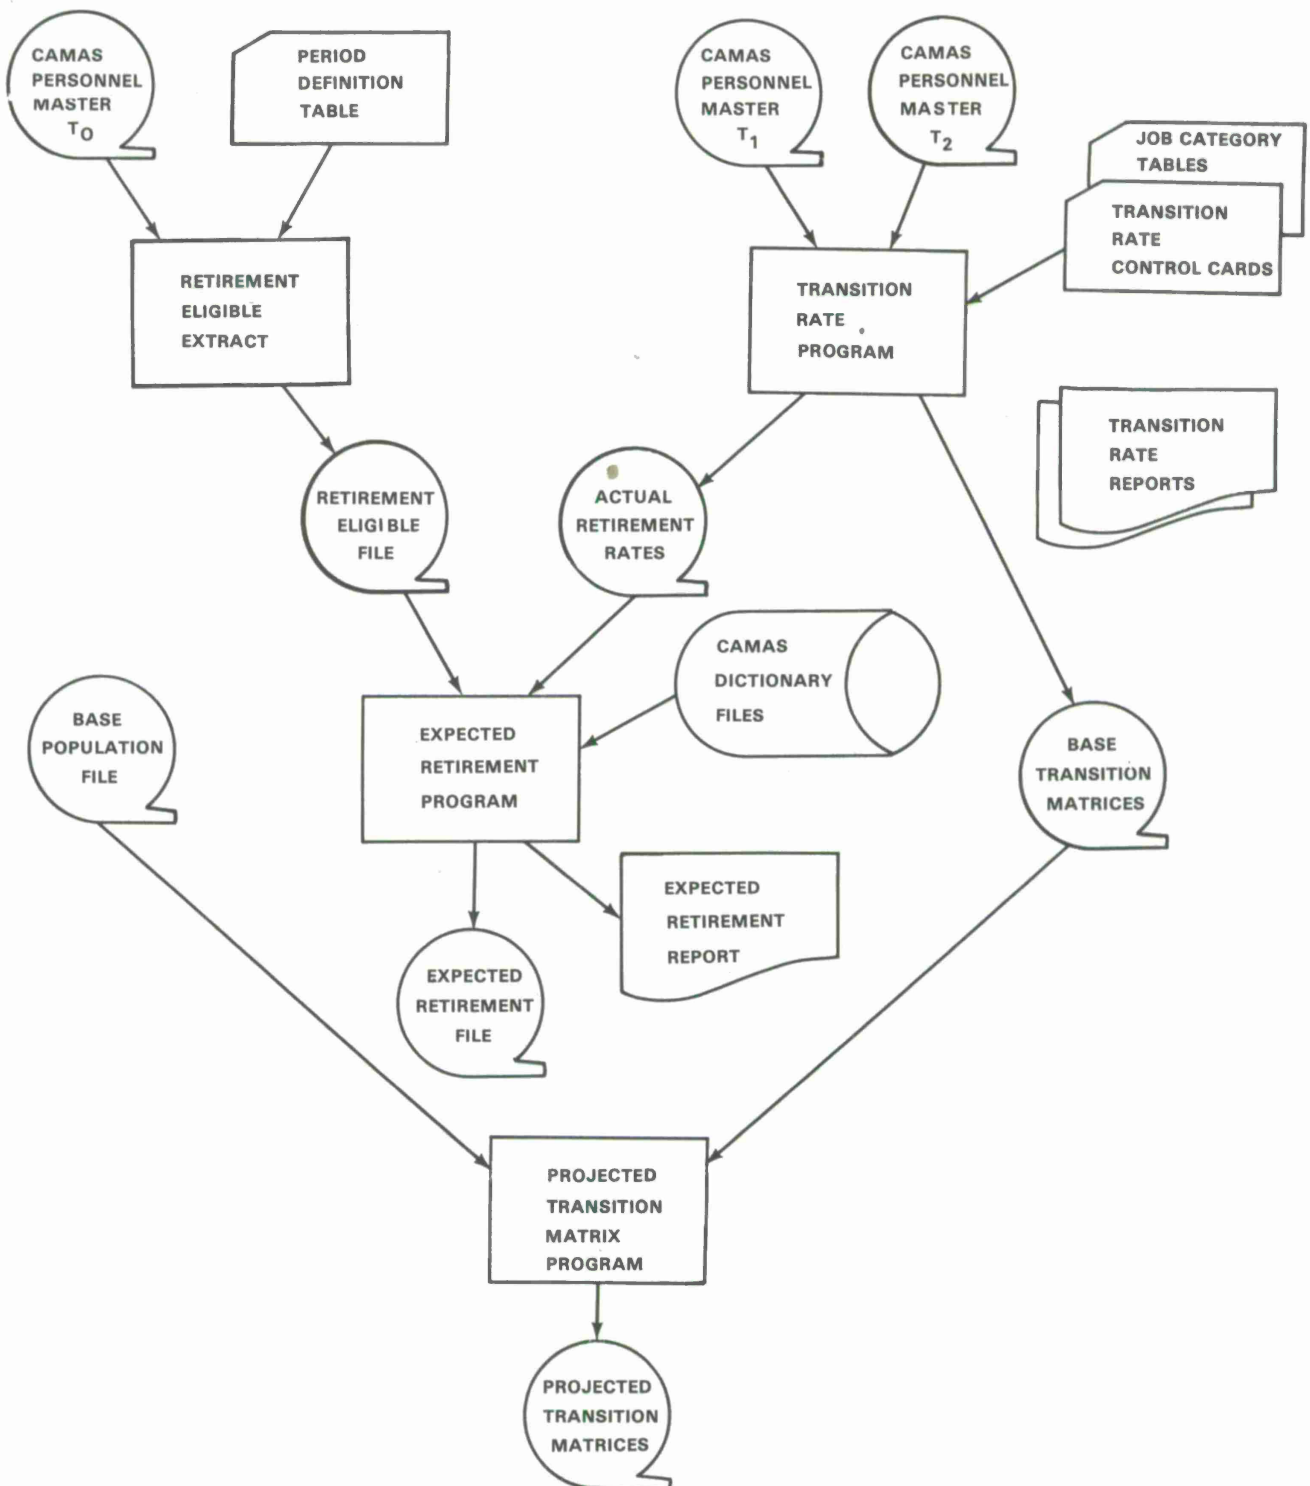 CAMAS
PERSONNEL
MASTER
T0
PERIOD
DEFINITION
TABLE
CAMAS
PERSONNEL
MASTER
T1
CAMAS
PERSONNEL
MASTER
T2
JOB CATEGORY
TABLES
TRANSITION
RATE
CONTROL CARDS
RETIREMENT
ELIGIBLE
EXTRACT
TRANSITION
RATE
PROGRAM
TRANSITION
RATE
REPORTS
RETIREMENT
ELIGIBLE
FILE
ACTUAL
RETIREMENT
RATES
CAMAS
DICTIONARY
FILES
BASE
POPULATION
FILE
EXPECTED
RETIREMENT
PROGRAM
BASE
TRANSITION
MATRICES
EXPECTED
RETIREMENT
REPORT
EXPECTED
RETIREMENT
FILE
PROJECTED
TRANSITION
MATRIX
PROGRAM
PROJECTED
TRANSITION
MATRICES